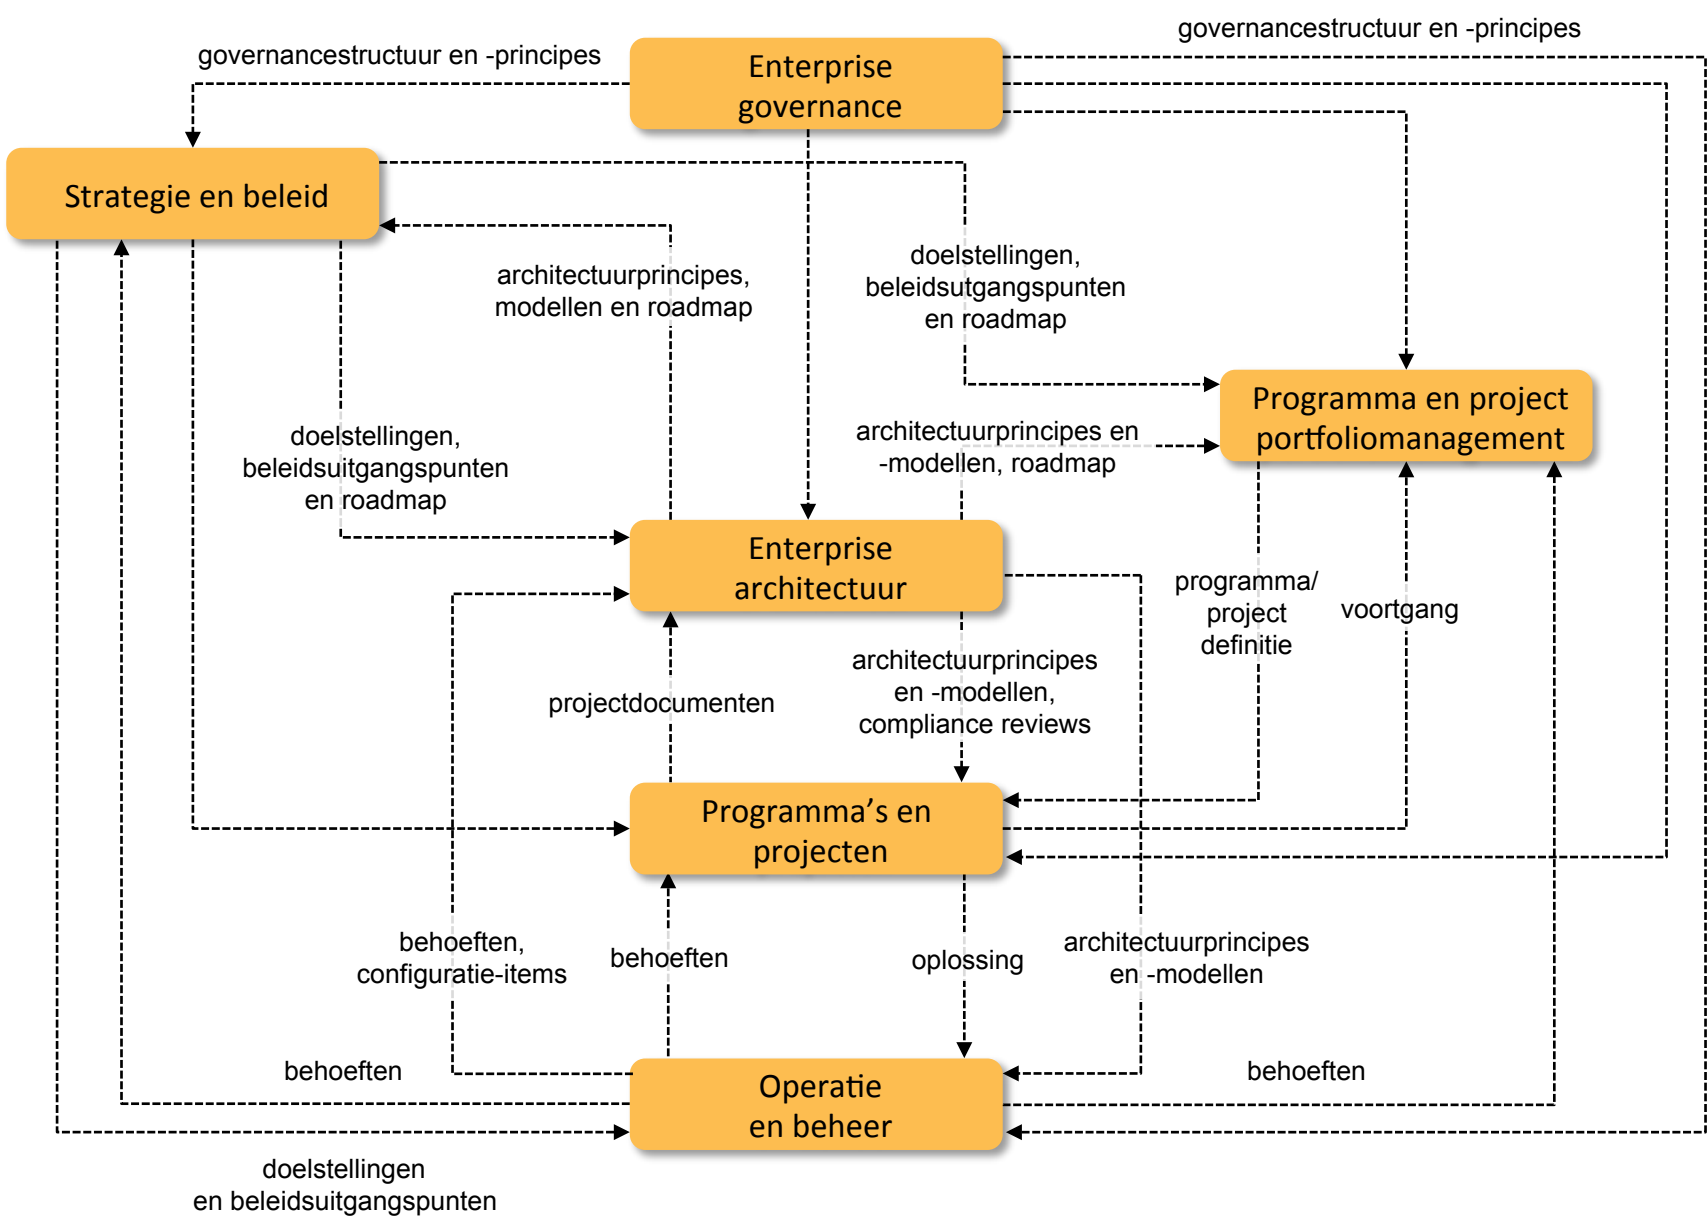 governancestructuur en -principes
governancestructuur en -principes
Enterprise
governance
Strategie en beleid
architectuurprincipes,
modellen en roadmap
doelstellingen,
beleidsutgangspunten
en roadmap
Programma en project
portfoliomanagement
doelstellingen,
beleidsuitgangspunten
en roadmap
architectuurprincipes en
-modellen, roadmap
Enterprise
architectuur
programma/
project
definitie
voortgang
projectdocumenten
architectuurprincipes
en -modellen,
compliance reviews
Programma’s en
projecten
behoeften,
configuratie-items
behoeften
oplossing
architectuurprincipes
en -modellen
behoeften
Operatie
en beheer
behoeften
doelstellingen
en beleidsuitgangspunten